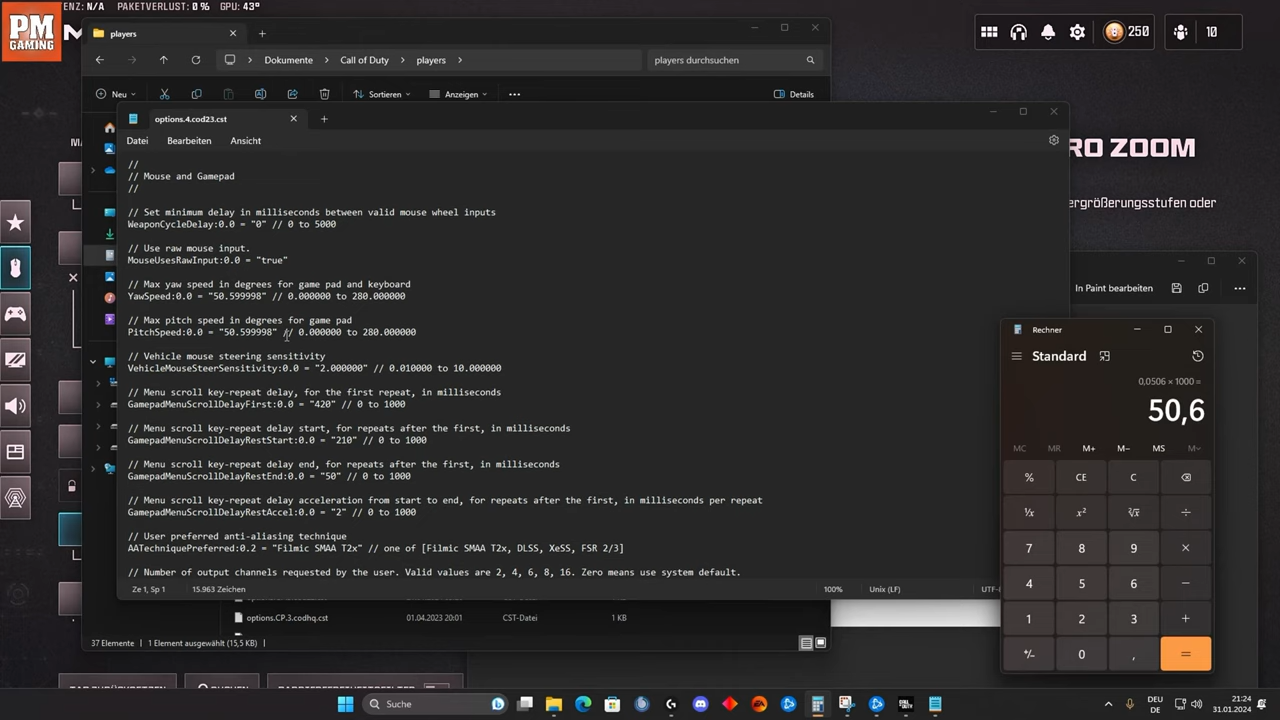 ENZ: N/A PAKETVERLUST: 0 % GPU: 43°
PM
GAMING
players
250
10
Dokumente > Call of Duty > players >
players durchsuchen
Neu
Sortieren
Anzeigen
Details
options.4.cod23.cst
Datei
Bearbeiten
Ansicht
//
// Mouse and Gamepad
//
// Set minimum delay in milliseconds between valid mouse wheel inputs
WeaponCycleDelay:0.0 = "0" // 0 to 5000
// Use raw mouse input.
MouseUsesRawInput:0.0 = "true"
// Max yaw speed in degrees for game pad and keyboard
YawSpeed:0.0 = "50.599998" // 0.000000 to 280.000000
// Max pitch speed in degrees for game pad
PitchSpeed:0.0 = "50.599998" // 0.000000 to 280.000000
// Vehicle mouse steering sensitivity
VehicleMouseSteerSensitivity:0.0 = "2.000000" // 0.010000 to 10.000000
// Menu scroll key-repeat delay, for the first repeat, in milliseconds
GamepadMenuScrollDelayFirst:0.0 = "420" // 0 to 1000
// Menu scroll key-repeat delay start, for repeats after the first, in milliseconds
GamepadMenuScrollDelayRestStart:0.0 = "210" // 0 to 1000
// Menu scroll key-repeat delay end, for repeats after the first, in milliseconds
GamepadMenuScrollDelayRestEnd:0.0 = "50" // 0 to 1000
// Menu scroll key-repeat delay acceleration from start to end, for repeats after the first, in milliseconds per repeat
GamepadMenuScrollDelayRestAccel:0.0 = "2" // 0 to 1000
// User preferred anti-aliasing technique
AATechniquePreferred:0.2 = "Filmic SMAA T2x" // one of [Filmic SMAA T2x, DLSS, XeSS, FSR 2/3]
// Number of output channels requested by the user. Valid values are 2, 4, 6, 8, 16. Zero means use system default.
Ze 1, Sp 1
15.963 Zeichen
100%
Unix (LF)
UTF-
options.CP.3.codhq.cst
01.04.2023 20:01
CST-Datei
1 KB
37 Elemente
1 Element ausgewählt (15,5 KB)
RO ZOOM
ergrößerungsstufen oder
In Paint bearbeiten
Rechner
Standard
0,0506 × 1000 =
50,6
MC MR M+ M− MS M˅
% CE C
¹/x x² ²√x ÷
7 8 9 ×
4 5 6 −
1 2 3 +
+/− 0 , =
Suche
DEU
DE
21:24
31.01.2024